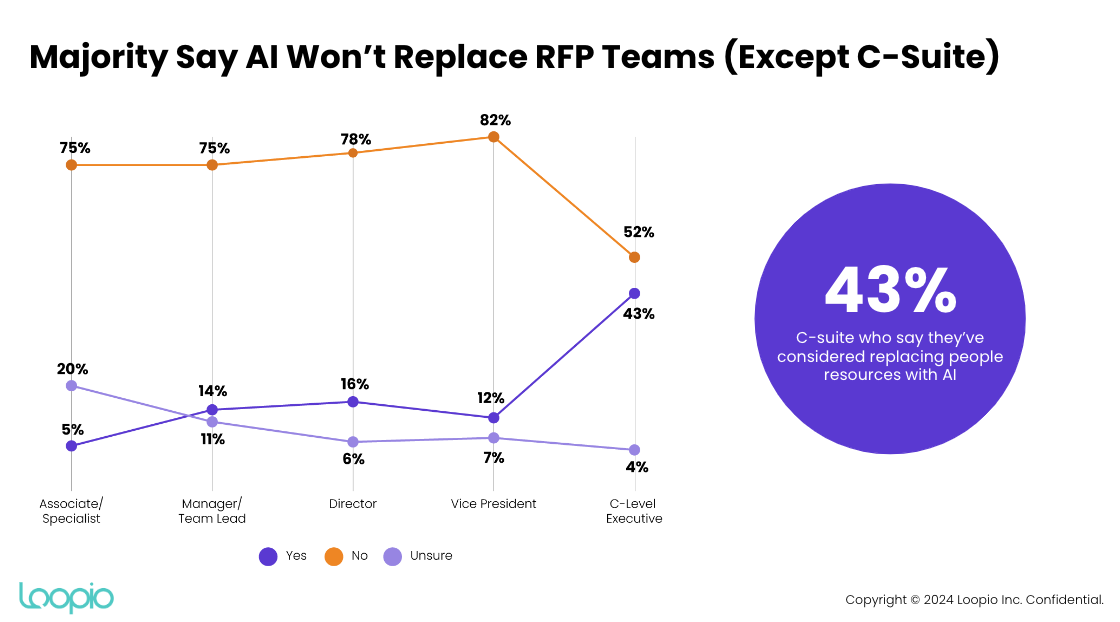 Majority Say AI Won’t Replace RFP Teams (Except C-Suite)
75%
75%
78%
82%
52%
43%
20%
14%
16%
12%
5%
11%
6%
7%
4%
Associate/
Specialist
Manager/
Team Lead
Director
Vice President
C-Level
Executive
Yes
No
Unsure
43%
C-suite who say they’ve
considered replacing people
resources with AI
loopio
Copyright © 2024 Loopio Inc. Confidential.